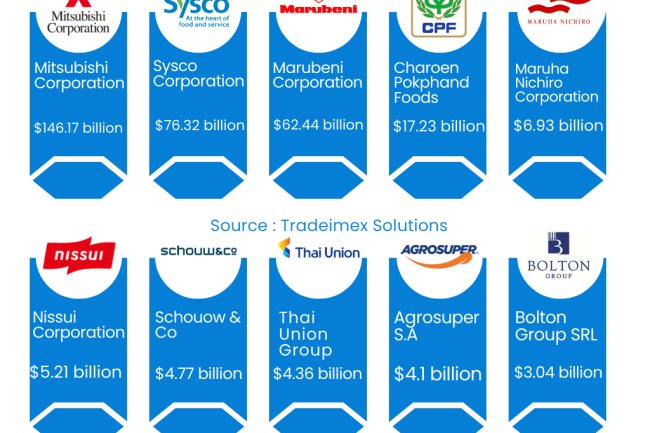 Mitsubishi
Corporation
Sysco
At the heart of
food and service
Marubeni
CPF
MARUHA NICHIRO
Mitsubishi
Corporation
$146.17 billion
Sysco
Corporation
$76.32 billion
Marubeni
Corporation
$62.44 billion
Charoen
Pokphand
Foods
$17.23 billion
Maruha
Nichiro
Corporation
$6.93 billion
Source : Tradeimex Solutions
nissui
schouw&co
Thai Union
AGROSUPER
BOLTON
GROUP
Nissui
Corporation
$5.21 billion
Schouow &
Co
$4.77 billion
Thai
Union
Group
$4.36 billion
Agrosuper
S.A
$4.1 billion
Bolton
Group SRL
$3.04 billion